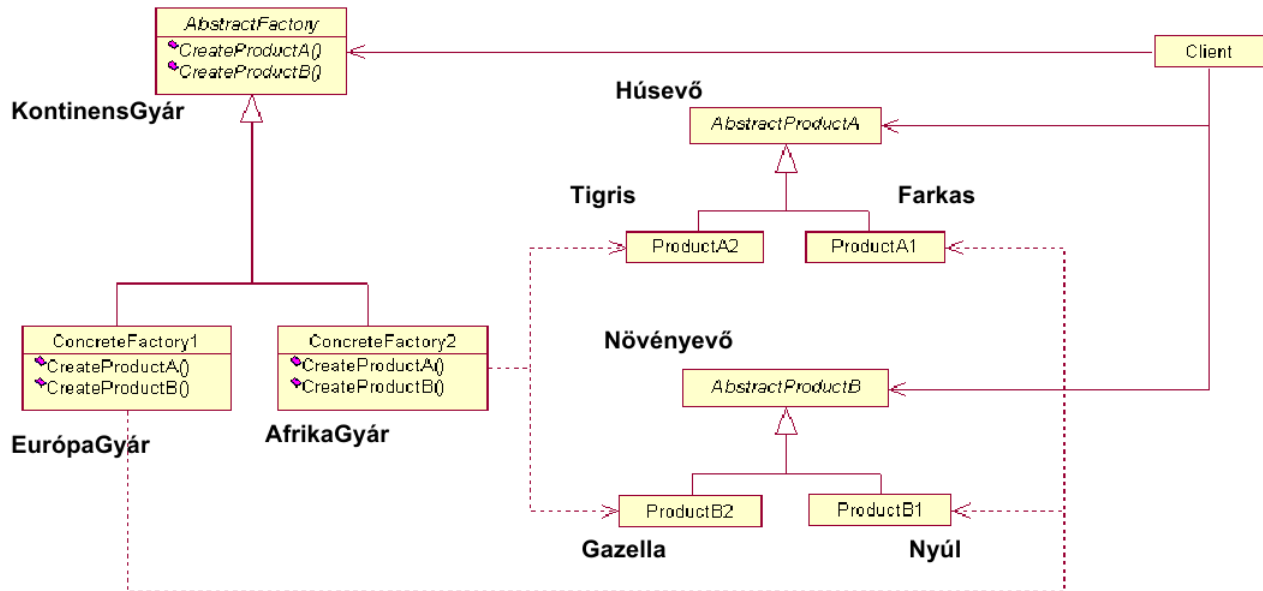 AbstractFactory
CreateProductA()
CreateProductB()
Client
KontinensGyár
Húsevő
AbstractProductA
Tigris
Farkas
ProductA2
ProductA1
ConcreteFactory1
CreateProductA()
CreateProductB()
ConcreteFactory2
CreateProductA()
CreateProductB()
Növényevő
AbstractProductB
EurópaGyár
AfrikaGyár
ProductB2
ProductB1
Gazella
Nyúl